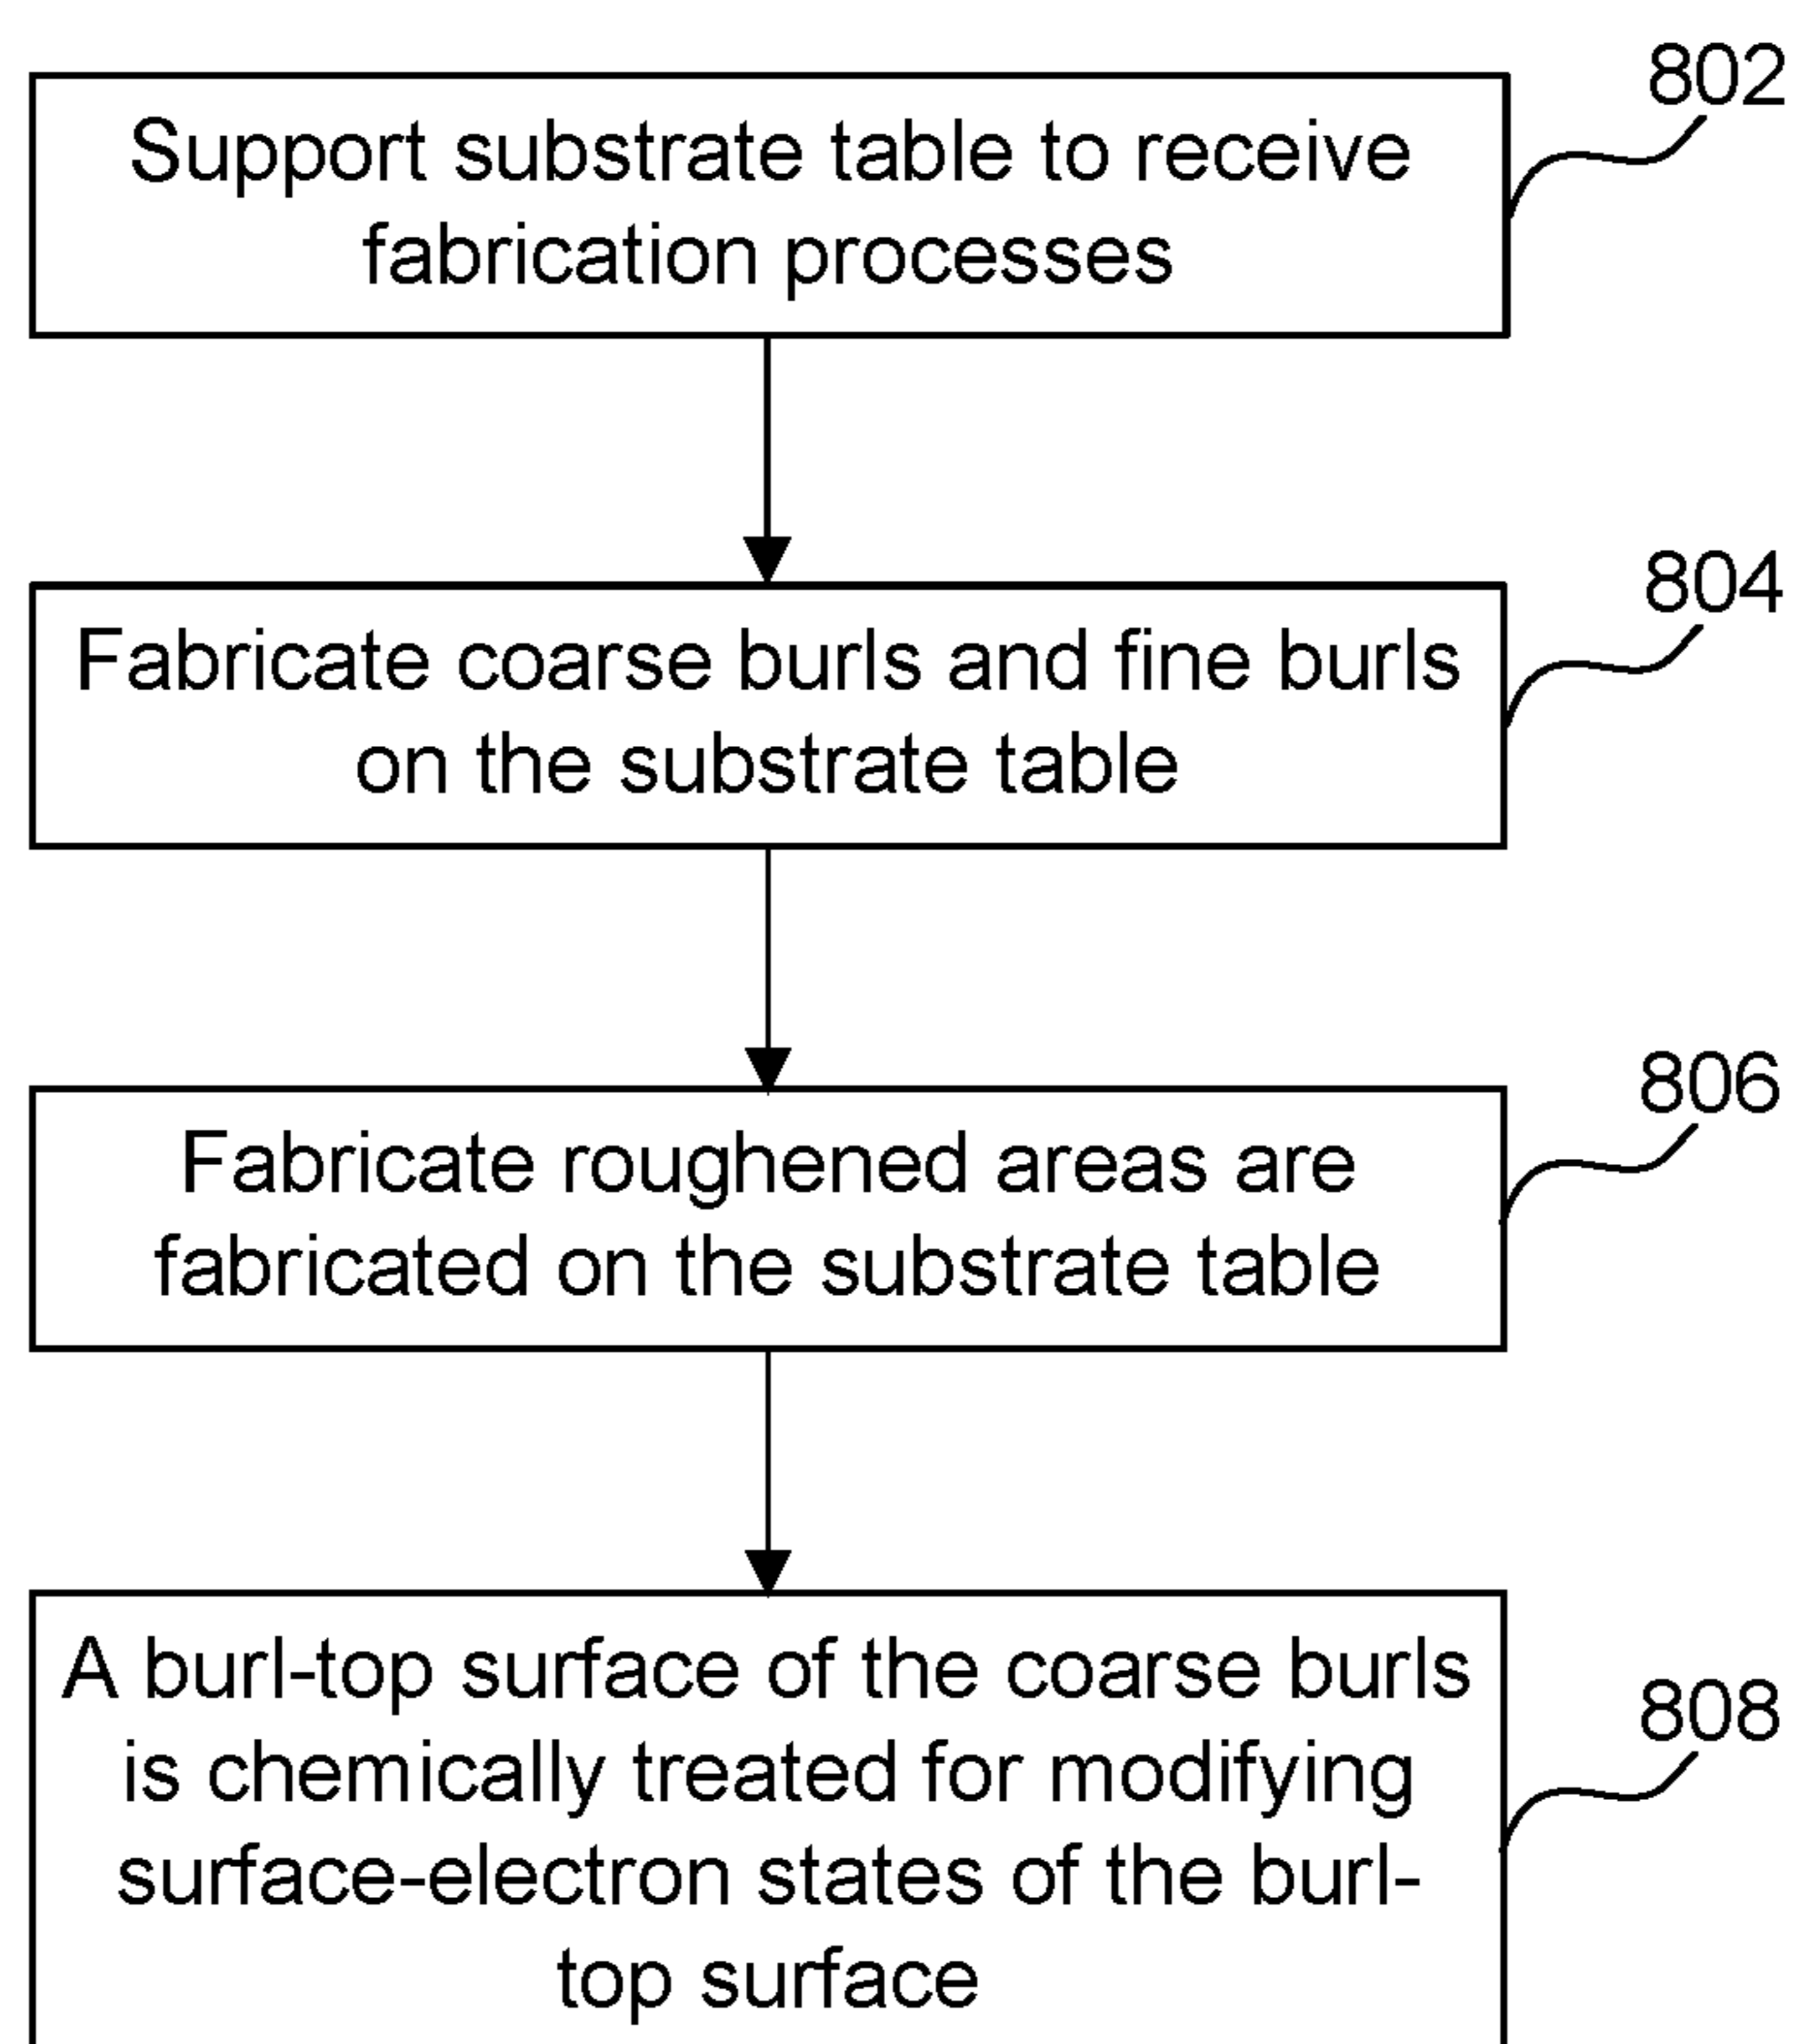 802
Support substrate table to receive
fabrication processes
804
Fabricate coarse burls and fine burls
on the substrate table
806
Fabricate roughened areas are
fabricated on the substrate table
A burl-top surface of the coarse burls
808
is chemically treated for modifying
surface-electron states of the burl-
top surface